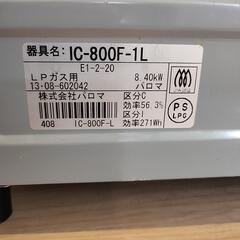 器具名: IC-800F-1L
E1-2-20
LPガス用 8.40kW
13・08-602042 パロマ
株式会社パロマ 区分C
効率56.3%
区分I
408 IC-800F-L 効率271Wh
PS
LPG